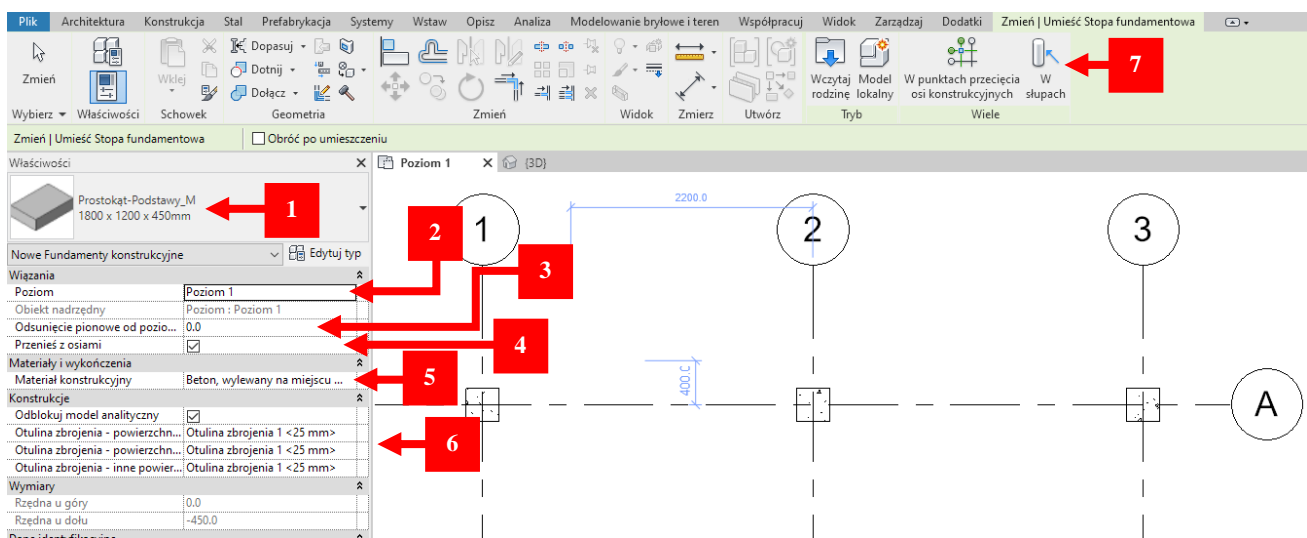 Plik Architektura Konstrukcja Stal Prefabrykacja Systemy Wstaw Opisz Analiza Modelowanie bryłowe i teren Współpracuj Widok Zarządzaj Dodatki Zmień | Umieść Stopa fundamentowa
Zmień
Wklej
Dopasuj
Dotnij
Dołącz
Wczytaj rodzinę
Model lokalny
W punktach przecięcia osi konstrukcyjnych
W słupach
7
Wybierz Właściwości Schowek Geometria Zmień Widok Zmierz Utwórz Tryb Wiele
Zmień | Umieść Stopa fundamentowa Obróć po umieszczeniu
Właściwości
Poziom 1 {3D}
Prostokąt-Podstawy_M
1800 x 1200 x 450mm
1
Nowe Fundamenty konstrukcyjne Edytuj typ
Wiązania
Poziom Poziom 1
Obiekt nadrzędny Poziom : Poziom 1
Odsunięcie pionowe od pozio... 0.0
Przenieś z osiami
Materiały i wykończenia
Materiał konstrukcyjny Beton, wylewany na miejscu ...
Konstrukcje
Odblokuj model analityczny
Otulina zbrojenia - powierzchn... Otulina zbrojenia 1 <25 mm>
Otulina zbrojenia - powierzchn... Otulina zbrojenia 1 <25 mm>
Otulina zbrojenia - inne powier... Otulina zbrojenia 1 <25 mm>
Wymiary
Rzędna u góry 0.0
Rzędna u dołu -450.0
Dane identyfikacyjne
2
3
4
5
6
2200.0
1 2 3
400.0
A